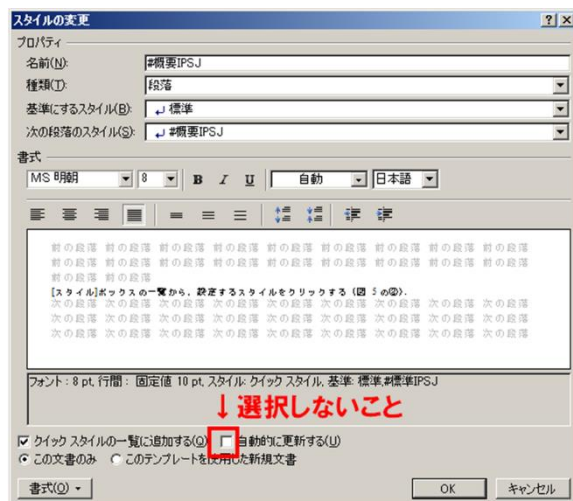 スタイルの変更
プロパティ
名前(N): #概要IPSJ
種類(T): 段落
基準にするスタイル(B): 標準
次の段落のスタイル(S): #概要IPSJ
書式
MS 明朝 8 B I U 自動 日本語
前の段落 前の段落 前の段落 前の段落 前の段落 前の段落 前の段落 前の段落 前の段落
前の段落 前の段落 前の段落 前の段落 前の段落 前の段落 前の段落 前の段落 前の段落
前の段落 前の段落
[スタイル]ボックスの一覧から，設定するスタイルをクリックする（図 5 の②）.
次の段落 次の段落 次の段落 次の段落 次の段落 次の段落 次の段落 次の段落 次の段落
次の段落 次の段落 次の段落 次の段落 次の段落 次の段落 次の段落 次の段落 次の段落
次の段落 次の段落 次の段落 次の段落 次の段落 次の段落 次の段落 次の段落 次の段落
フォント : 8 pt, 行間 : 固定値 10 pt, スタイル: クイック スタイル, 基準: 標準,#標準IPSJ
↓選択しないこと
クイック スタイルの一覧に追加する(Q) 自動的に更新する(U)
この文書のみ このテンプレートを使用した新規文書
書式(O) OK キャンセル